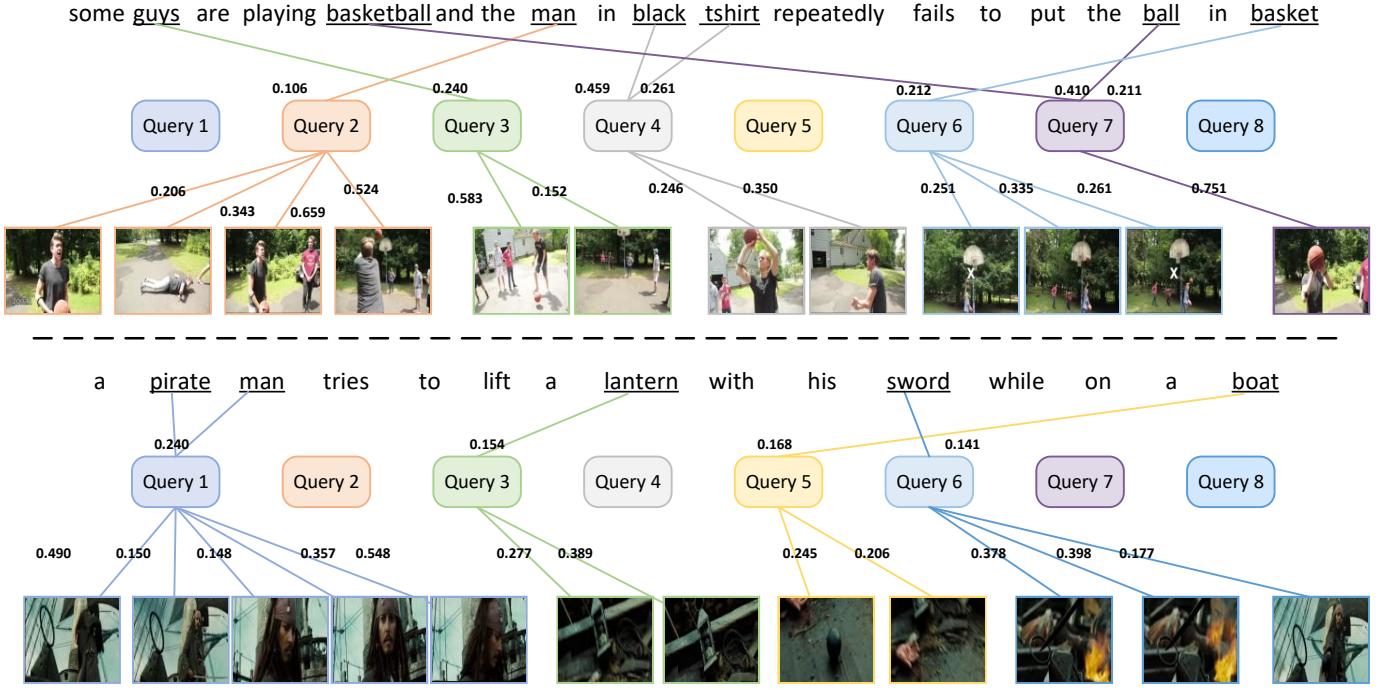 some guys are playing basketball and the man in black tshirt repeatedly fails to put the ball in basket
0.106 0.240 0.459 0.261 0.212 0.410 0.211
Query 1 Query 2 Query 3 Query 4 Query 5 Query 6 Query 7 Query 8
0.206 0.343 0.659 0.524 0.583 0.152 0.246 0.350 0.251 0.335 0.261 0.751
X X
a pirate man tries to lift a lantern with his sword while on a boat
0.240 0.154 0.168 0.141
Query 1 Query 2 Query 3 Query 4 Query 5 Query 6 Query 7 Query 8
0.490 0.150 0.148 0.357 0.548 0.277 0.389 0.245 0.206 0.378 0.398 0.177